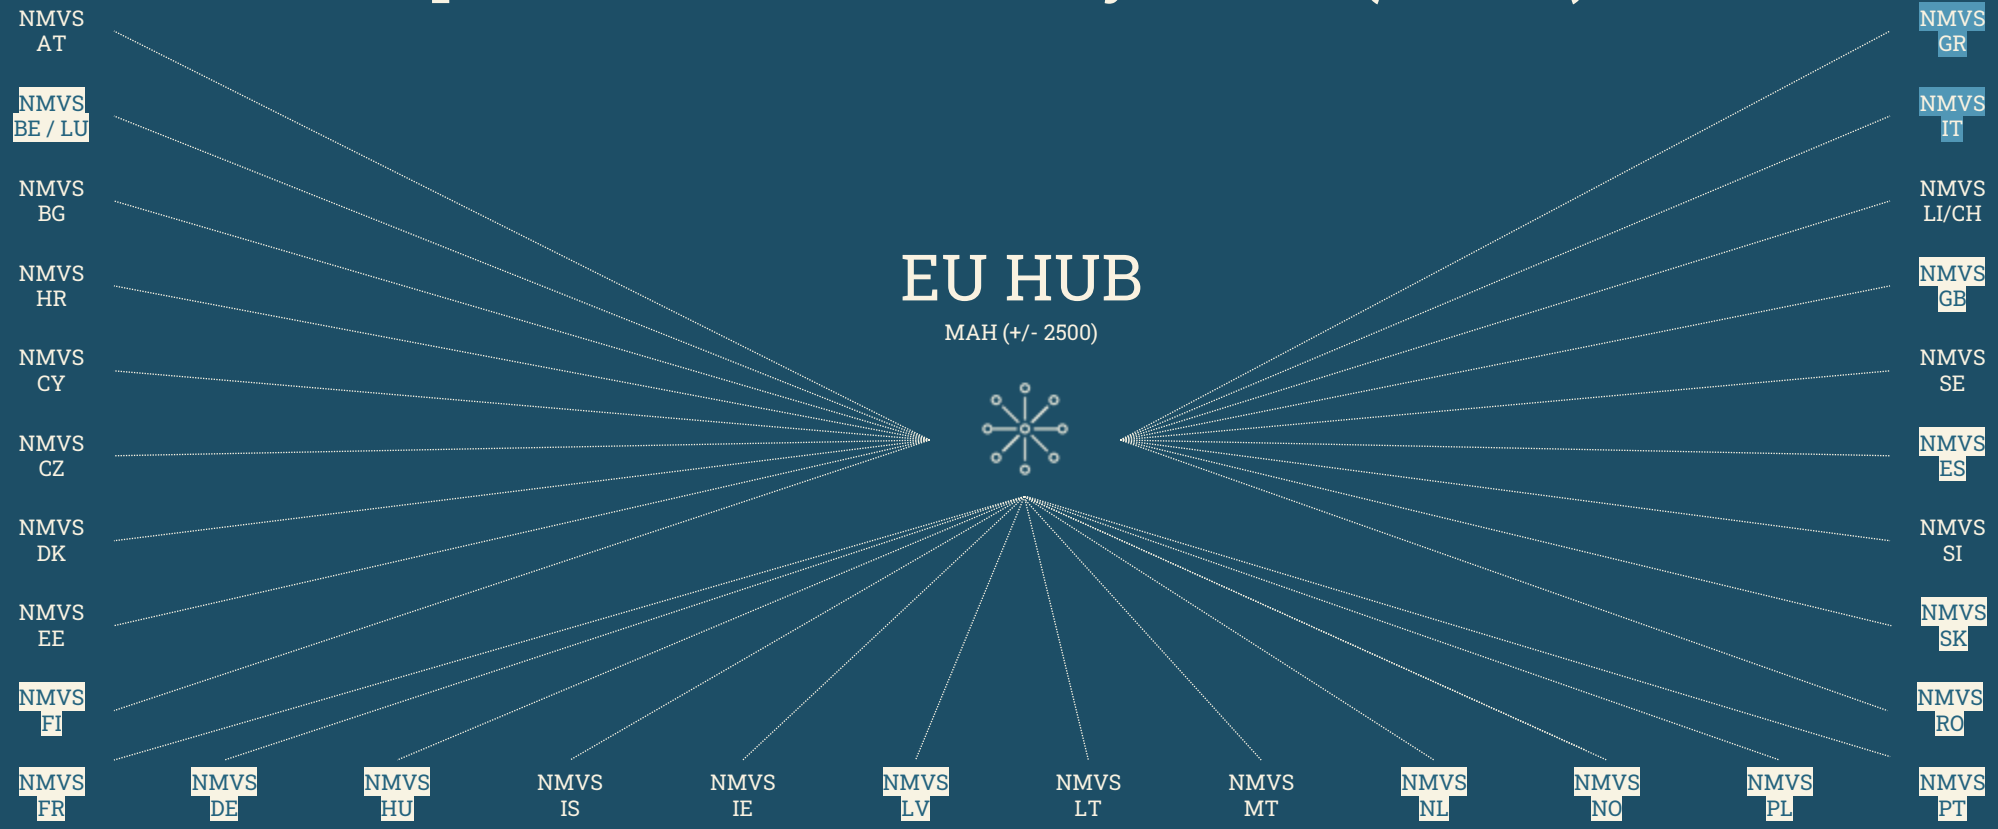 NMVS
AT
NMVS
BE / LU
NMVS
BG
NMVS
HR
NMVS
CY
NMVS
CZ
NMVS
DK
NMVS
EE
NMVS
FI
NMVS
FR
EU HUB
MAH (+/- 2500)
NMVS
DE
NMVS
HU
NMVS
IS
NMVS
IE
NMVS
LV
NMVS
LT
NMVS
MT
NMVS
NL
NMVS
NO
NMVS
PL
NMVS
GR
NMVS
IT
NMVS
LI/CH
NMVS
GB
NMVS
SE
NMVS
ES
NMVS
SI
NMVS
SK
NMVS
RO
NMVS
PT